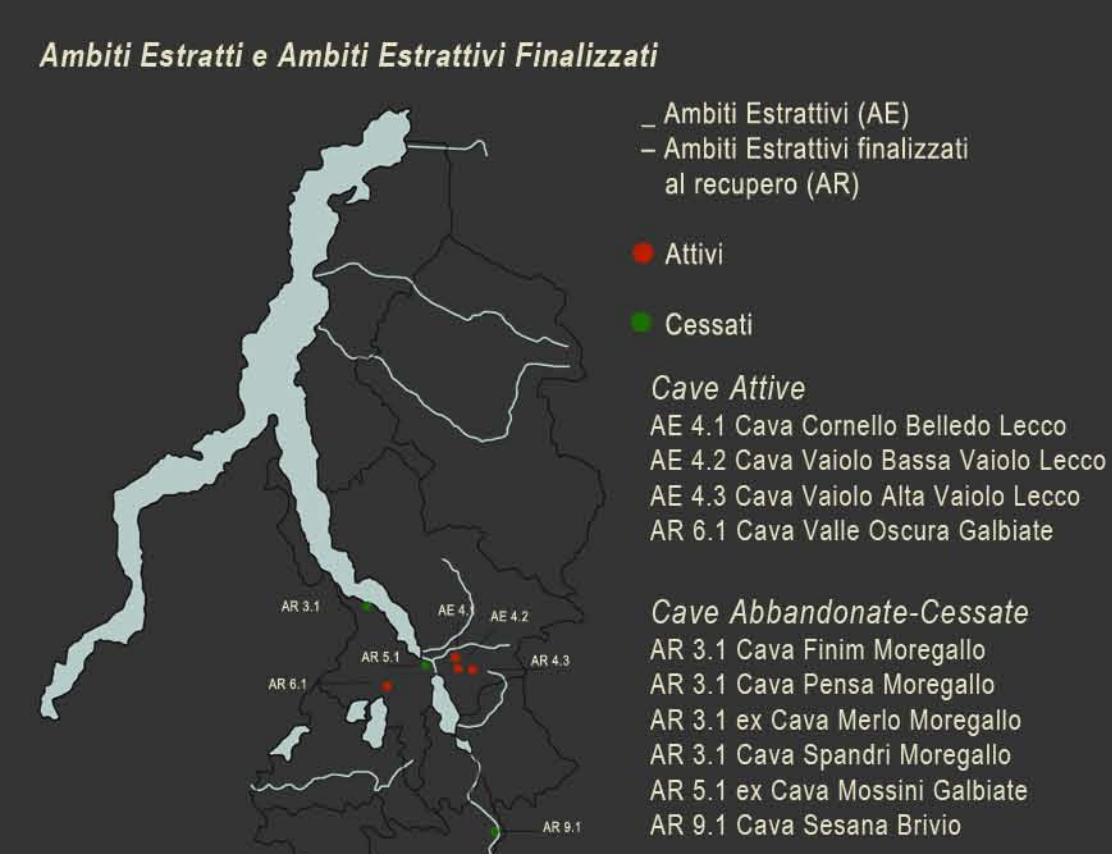 Ambiti Estratti e Ambiti Estrattivi Finalizzati
_ Ambiti Estrattivi (AE)
– Ambiti Estrattivi finalizzati
al recupero (AR)
Attivi
Cessati
Cave Attive
AE 4.1 Cava Cornello Belledo Lecco
AE 4.2 Cava Vaiolo Bassa Vaiolo Lecco
AE 4.3 Cava Vaiolo Alta Vaiolo Lecco
AR 6.1 Cava Valle Oscura Galbiate
Cave Abbandonate-Cessate
AR 3.1 Cava Finim Moregallo
AR 3.1 Cava Pensa Moregallo
AR 3.1 ex Cava Merlo Moregallo
AR 3.1 Cava Spandri Moregallo
AR 5.1 ex Cava Mossini Galbiate
AR 9.1 Cava Sesana Brivio
AR 3.1
AE 4.1
AE 4.2
AR 5.1
AR 4.3
AR 6.1
AR 9.1